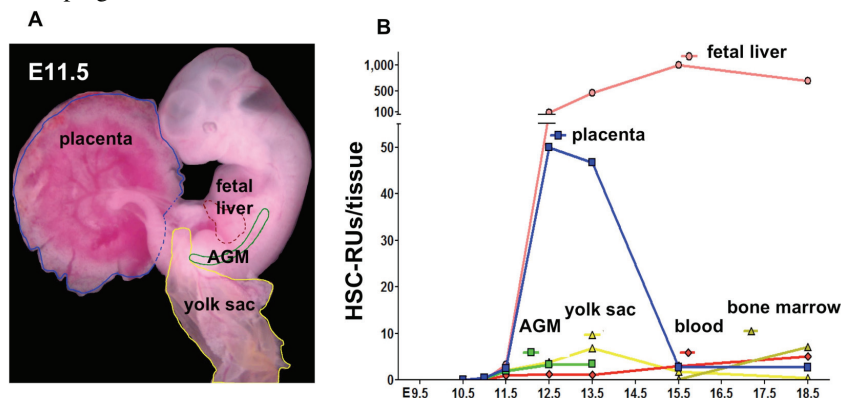 A
B
E11.5
placenta
fetal
liver
AGM
yolk sac
HSC-RUs/tissue
1,000
500
100
50
40
30
20
10
0
fetal liver
placenta
AGM
yolk sac
blood
bone marrow
E9.5 10.5 11.5 12.5 13.5 14.5 15.5 16.5 17.5 18.5